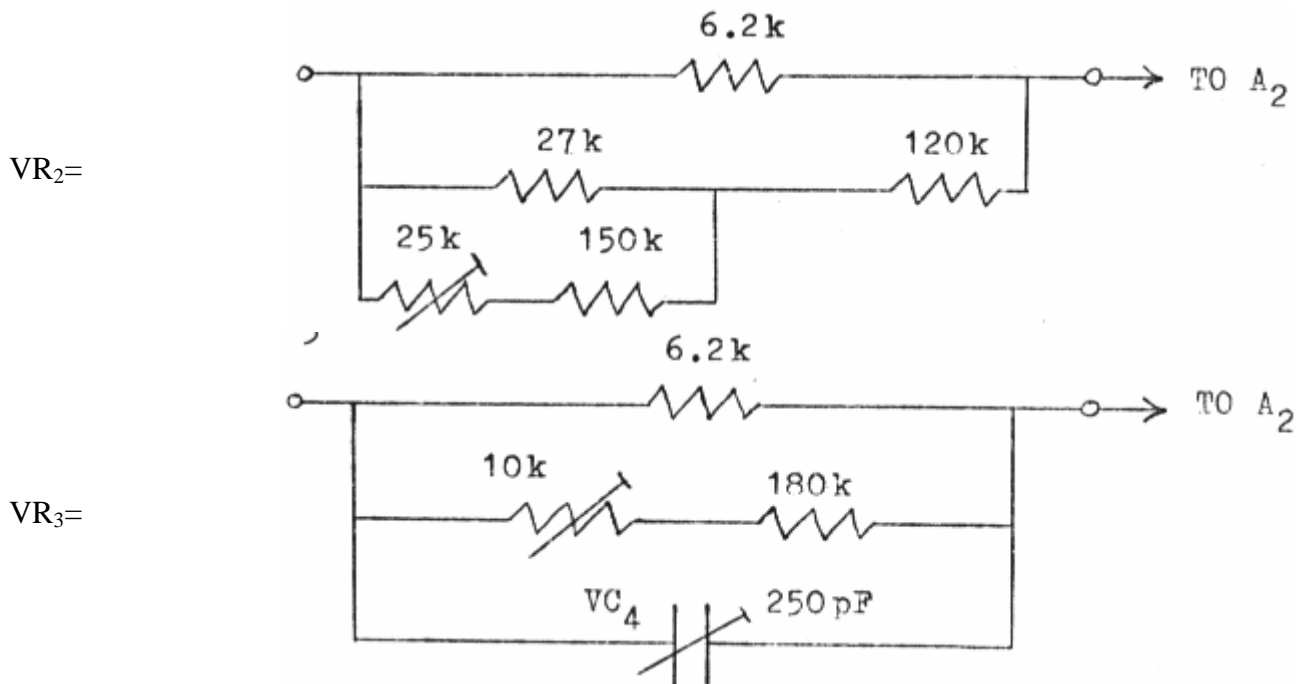 6.2k
TO A₂
27k 120k
VR₂=
25k 150k
6.2k
TO A₂
10k 180k
VR₃=
VC₄ 250pF